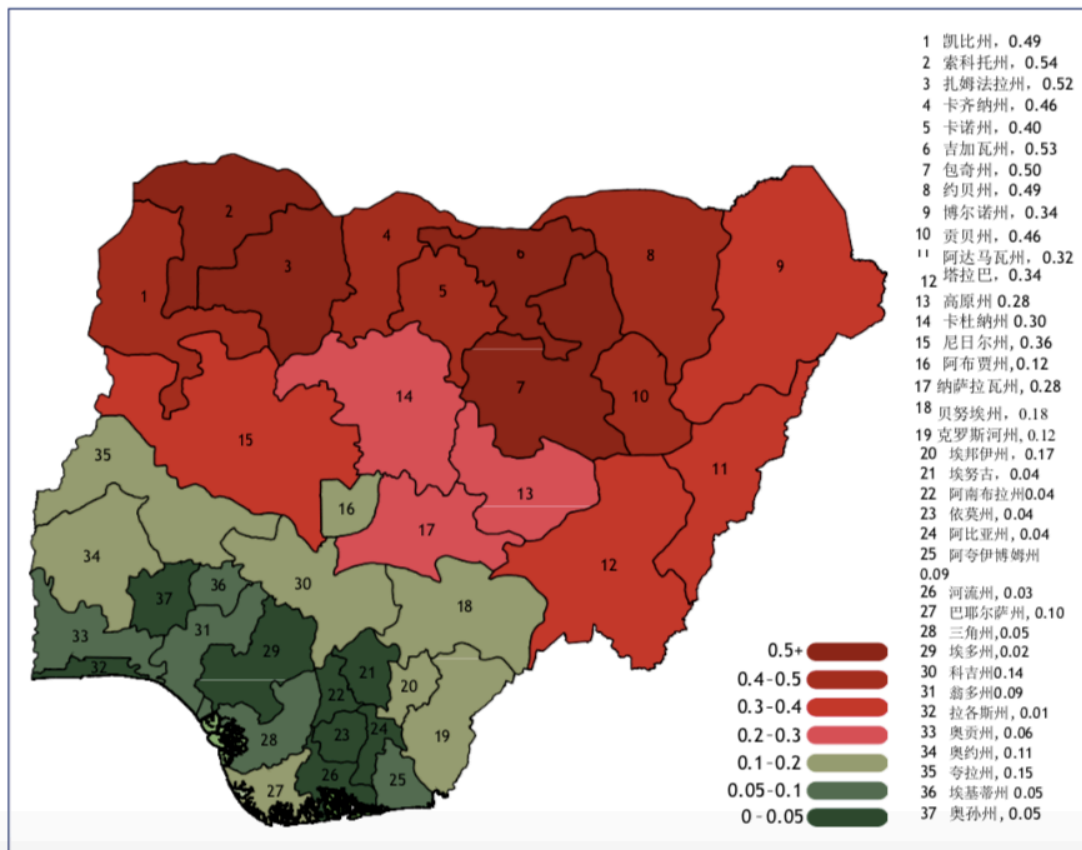 1 凯比州，0.49
2 索科托州，0.54
3 扎姆法拉州，0.52
4 卡齐纳州，0.46
5 卡诺州，0.40
6 吉加瓦州，0.53
7 包奇州，0.50
8 约贝州，0.49
9 博尔诺州，0.34
10 贡贝州，0.46
11 阿达马瓦州，0.32
12 塔拉巴，0.34
13 高原州 0.28
14 卡杜纳州 0.30
15 尼日尔州, 0.36
16 阿布贾州，0.12
17 纳萨拉瓦州, 0.28
18 贝努埃州，0.18
19 克罗斯河州, 0.12
20 埃邦伊州，0.17
21 埃努古，0.04
22 阿南布拉州0.04
23 依莫州, 0.04
24 阿比亚州, 0.04
25 阿夸伊博姆州
0.09
26 河流州, 0.03
27 巴耶尔萨州, 0.10
28 三角州,0.05
29 埃多州,0.02
30 科吉州0.14
31 翁多州0.09
32 拉各斯州, 0.01
33 奥贡州, 0.06
34 奥约州, 0.11
35 夸拉州, 0.15
36 埃基蒂州 0.05
37 奥孙州, 0.05
2
4
6
8
9
3
5
1
7
10
14
15
11
35
13
16
17
34
12
30
36
37
18
31
33
29
32
21
20
22
24
23
19
28
25
26
27
0.5+
0.4-0.5
0.3-0.4
0.2-0.3
0.1-0.2
0.05-0.1
0-0.05